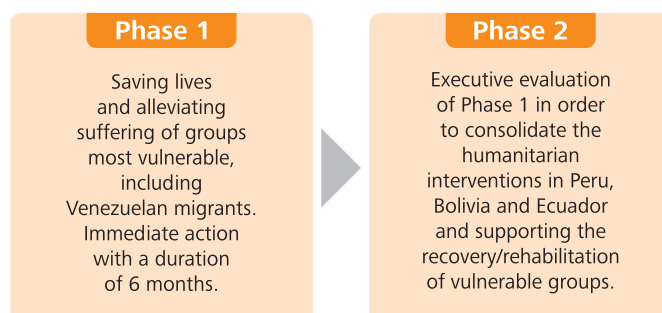 Phase 1
Saving lives
and alleviating
suffering of groups
most vulnerable,
including
Venezuelan migrants.
Immediate action
with a duration
of 6 months.
Phase 2
Executive evaluation
of Phase 1 in order
to consolidate the
humanitarian
interventions in Peru,
Bolivia and Ecuador
and supporting the
recovery/rehabilitation
of vulnerable groups.